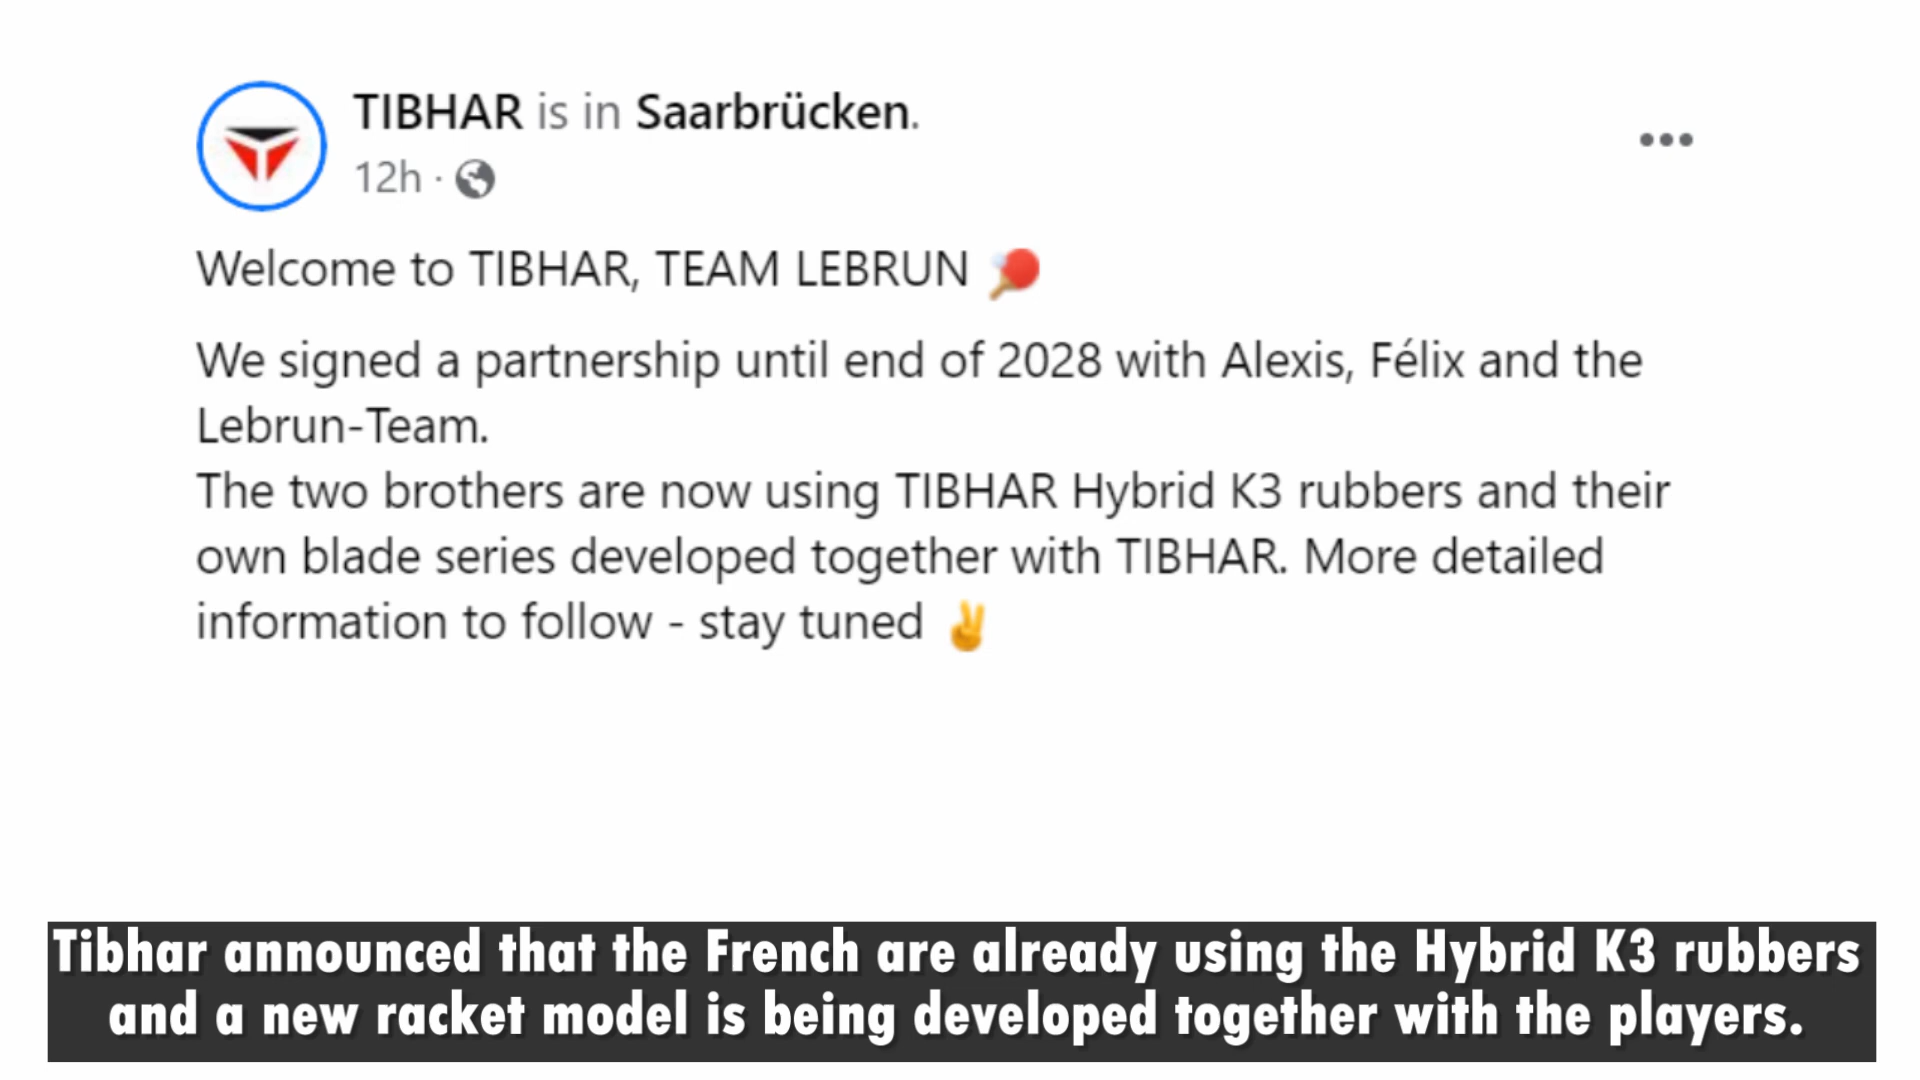 TIBHAR is in Saarbrücken.
12h ·
Welcome to TIBHAR, TEAM LEBRUN 🏓
We signed a partnership until end of 2028 with Alexis, Félix and the
Lebrun-Team.
The two brothers are now using TIBHAR Hybrid K3 rubbers and their
own blade series developed together with TIBHAR. More detailed
information to follow - stay tuned ✌️
Tibhar announced that the French are already using the Hybrid K3 rubbers
and a new racket model is being developed together with the players.